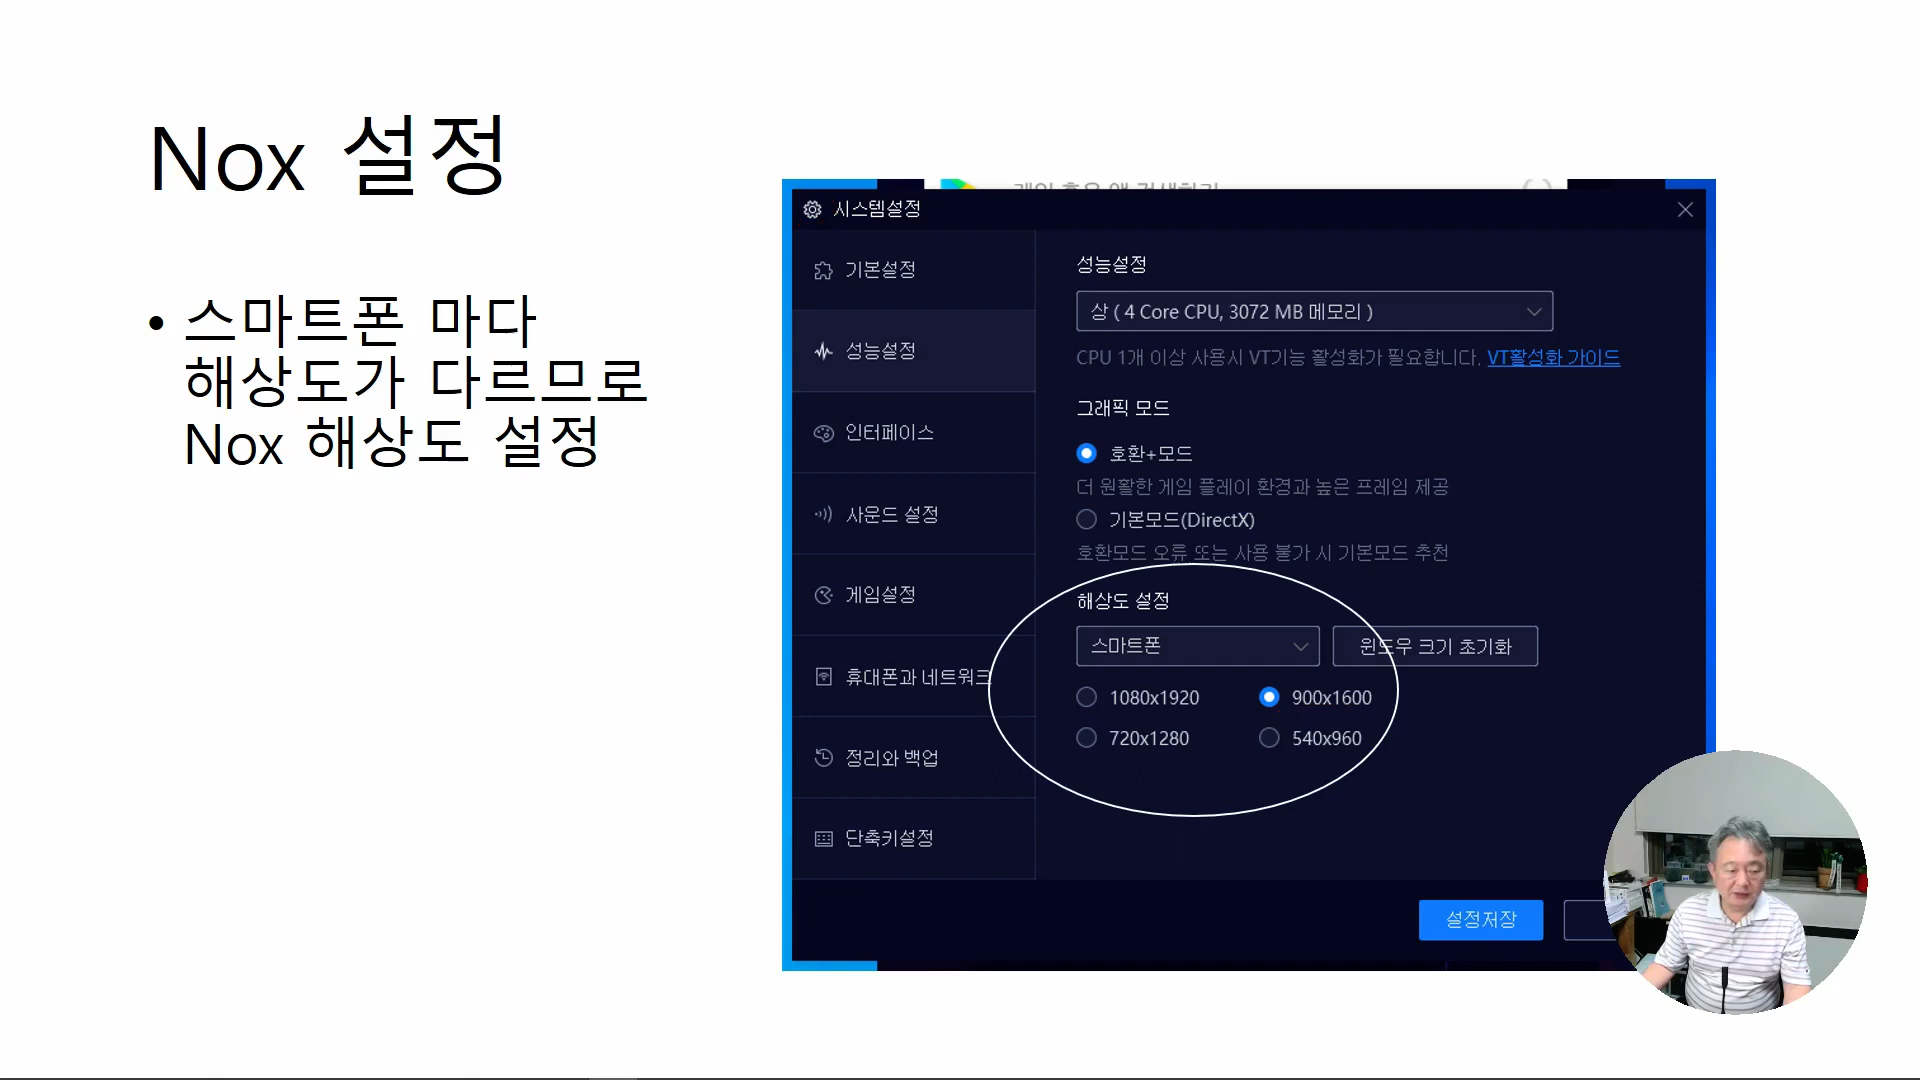 Nox 설정
• 스마트폰 마다
해상도가 다르므로
Nox 해상도 설정
시스템설정
기본설정
성능설정
인터페이스
사운드 설정
게임설정
휴대폰과 네트워크
정리와 백업
단축키설정
성능설정
상 ( 4 Core CPU, 3072 MB 메모리 )
CPU 1개 이상 사용시 VT기능 활성화가 필요합니다. VT활성화 가이드
그래픽 모드
호환+모드
더 원활한 게임 플레이 환경과 높은 프레임 제공
기본모드(DirectX)
호환모드 오류 또는 사용 불가 시 기본모드 추천
해상도 설정
스마트폰 윈도우 크기 초기화
1080x1920 900x1600
720x1280 540x960
설정저장